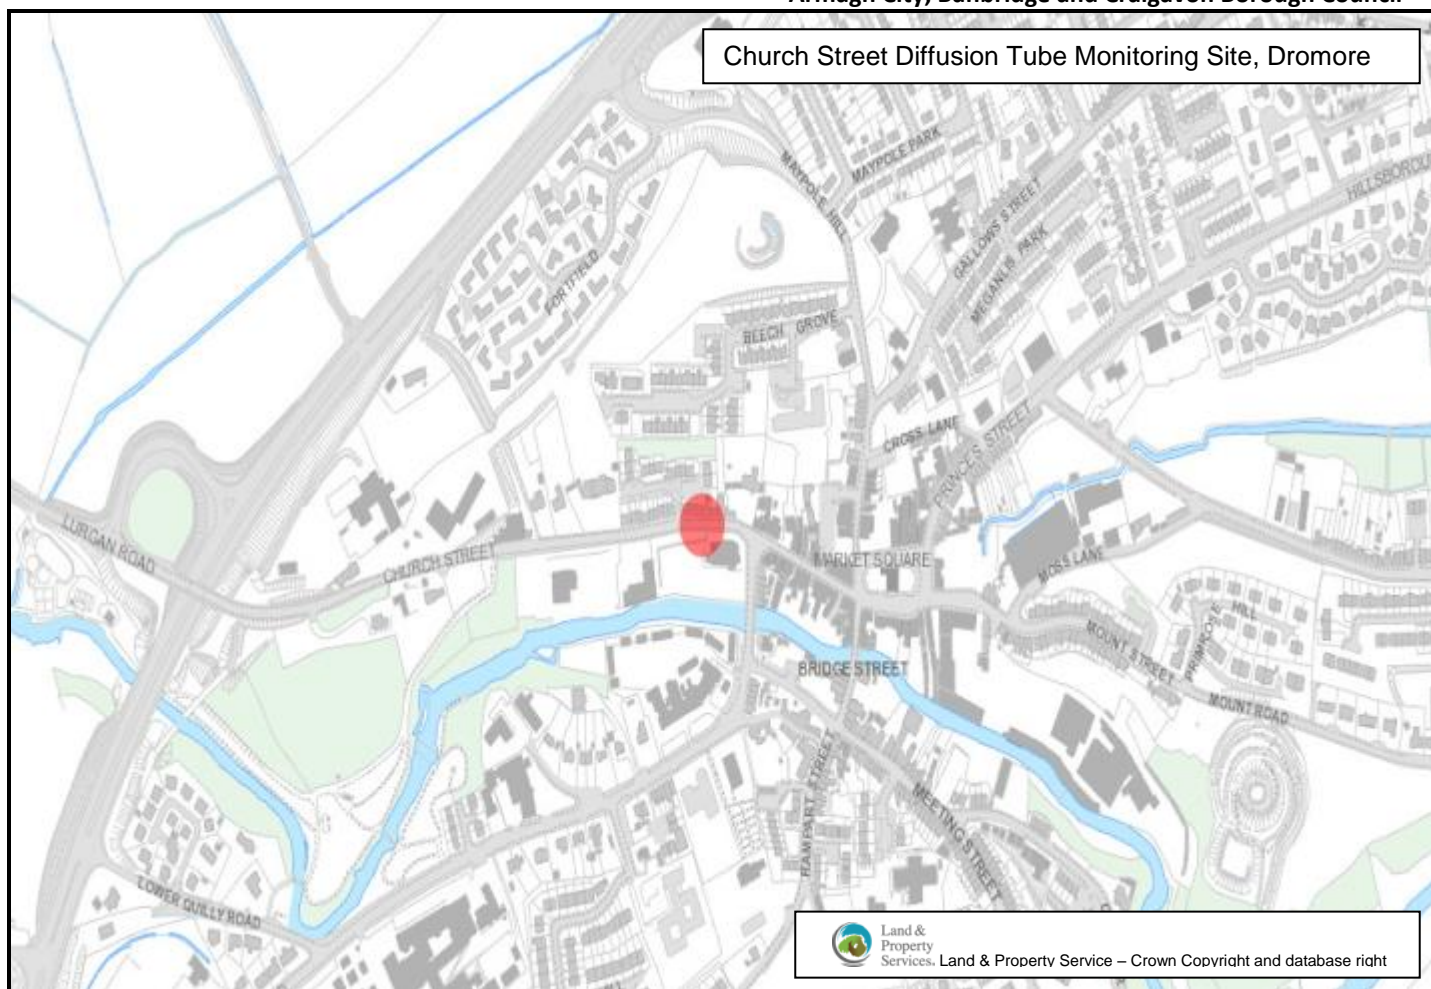 Armagh City, Banbridge and Craigavon Borough Council
Church Street Diffusion Tube Monitoring Site, Dromore
MAYPOLE PARK
MAYPOLE HILL
HILLSBOROU
GALLOWS STREET
MEGANLIS PARK
FORTFIELD
BEECH GROVE
CROSS LANE
PRINCES STREET
LURGAN ROAD
CHURCH STREET
MARKET SQUARE
MOSS LANE
MOUNT STREET
PRIMROSE
HILL
BRIDGE STREET
MOUNT ROAD
RAMPART STREET
MEETING STREET
LOWER QUILLY ROAD
Land &
Property
Services.
Land & Property Service – Crown Copyright and database right